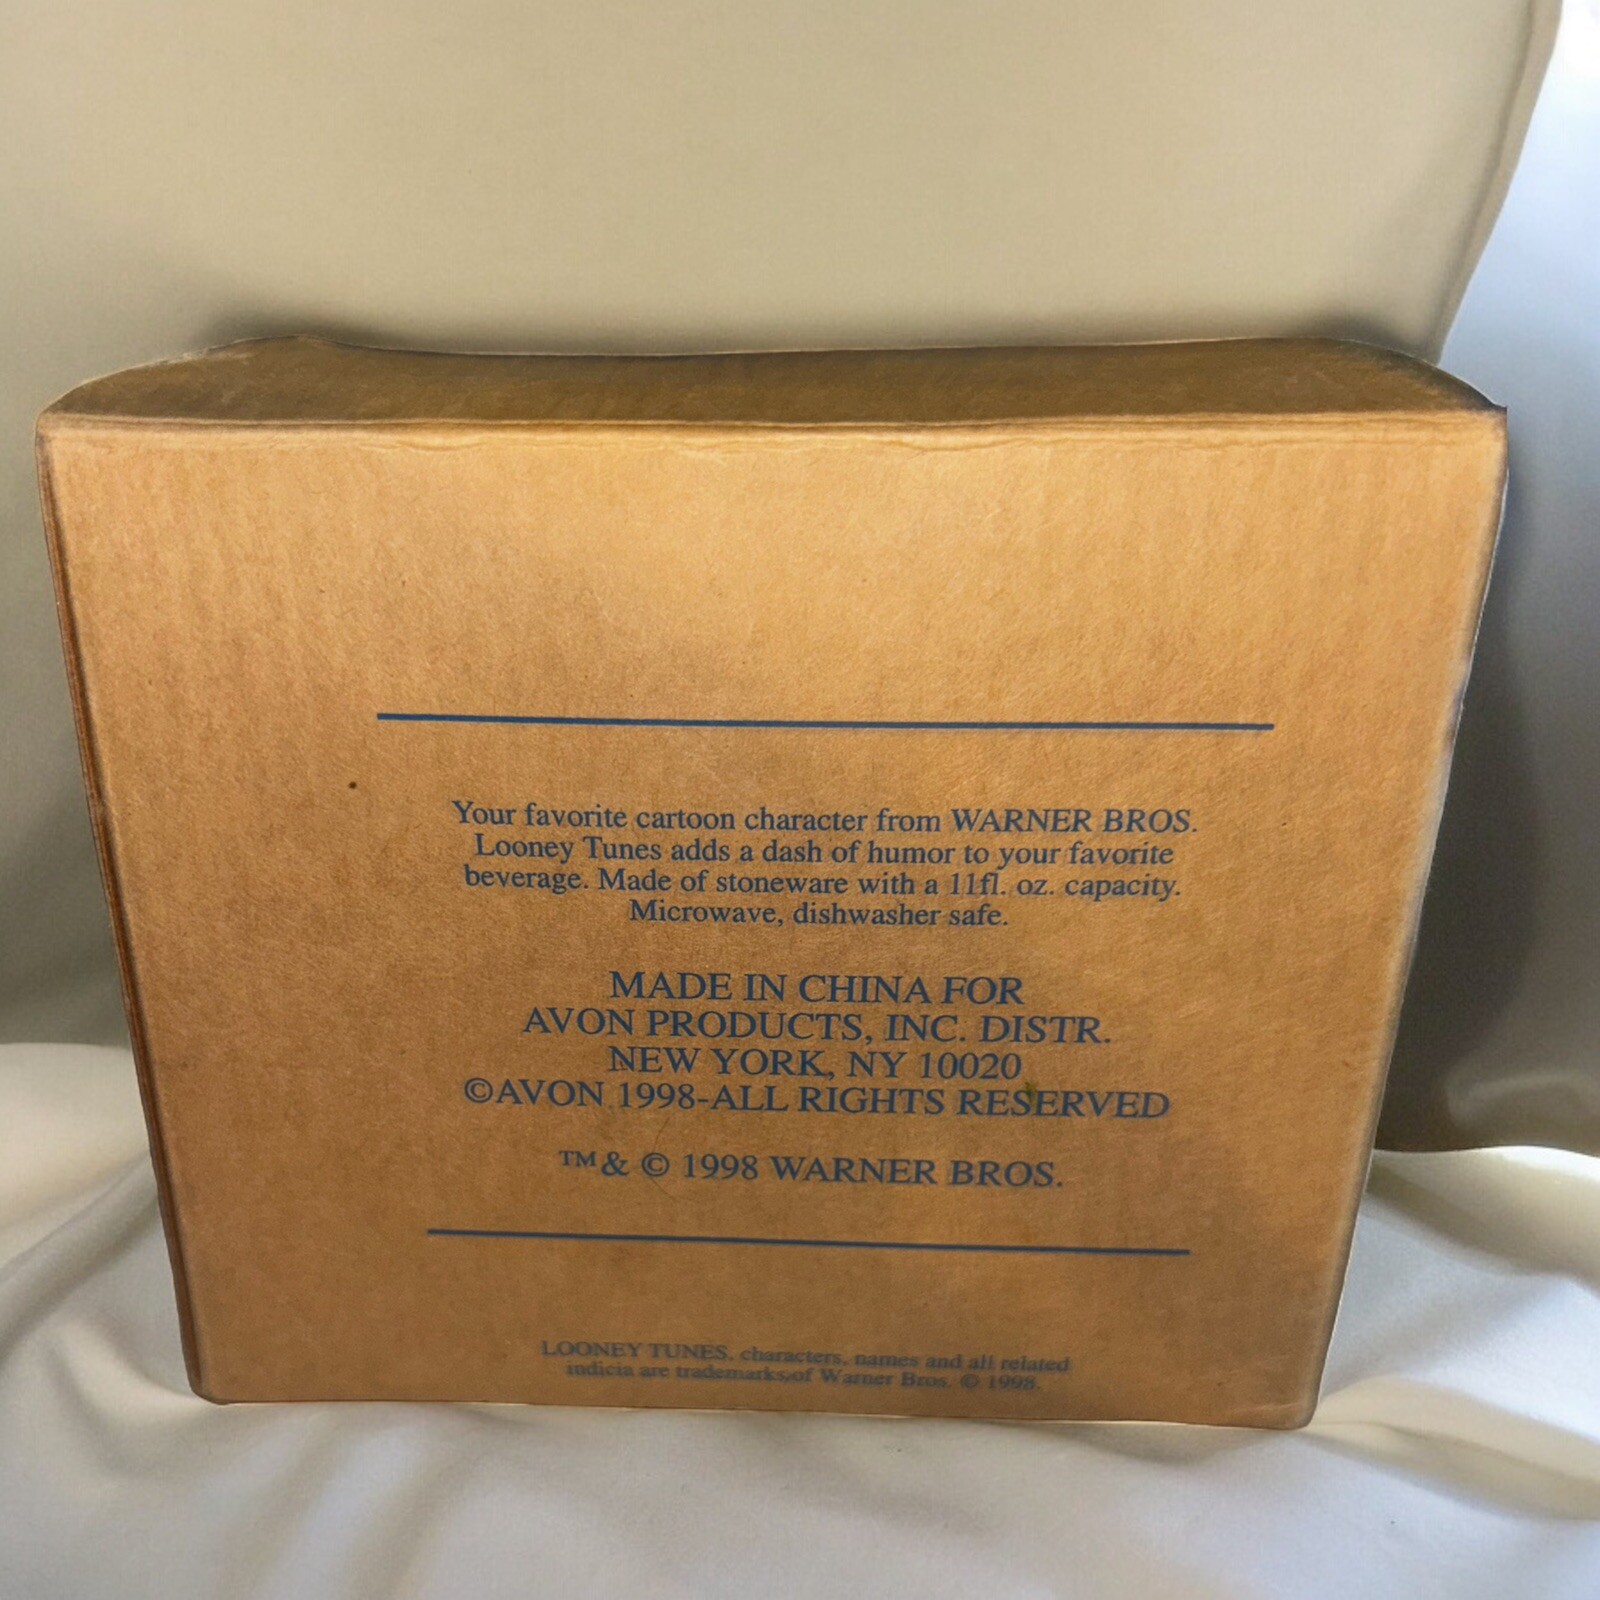 Your favorite cartoon character from WARNER BROS.
Looney Tunes adds a dash of humor to your favorite
beverage. Made of stoneware with a 11fl. oz. capacity.
Microwave, dishwasher safe.
MADE IN CHINA FOR
AVON PRODUCTS, INC. DISTR.
NEW YORK, NY 10020
©AVON 1998-ALL RIGHTS RESERVED
™& © 1998 WARNER BROS.
LOONEY TUNES, characters, names and all related
indicia are trademarks of Warner Bros. © 1998.